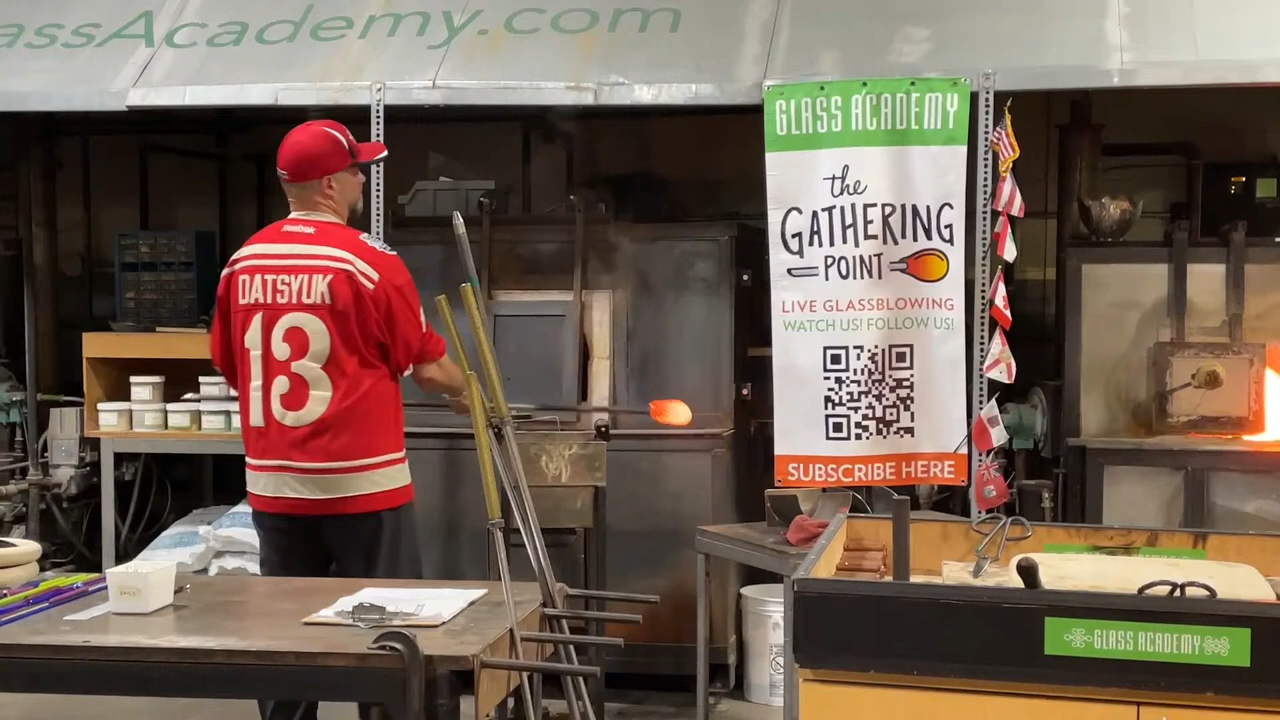 assAcademy.com
Reebok
DATSYUK
13
GLASS ACADEMY
the
GATHERING
POINT
LIVE GLASSBLOWING
WATCH US! FOLLOW US!
SUBSCRIBE HERE
GLASS ACADEMY